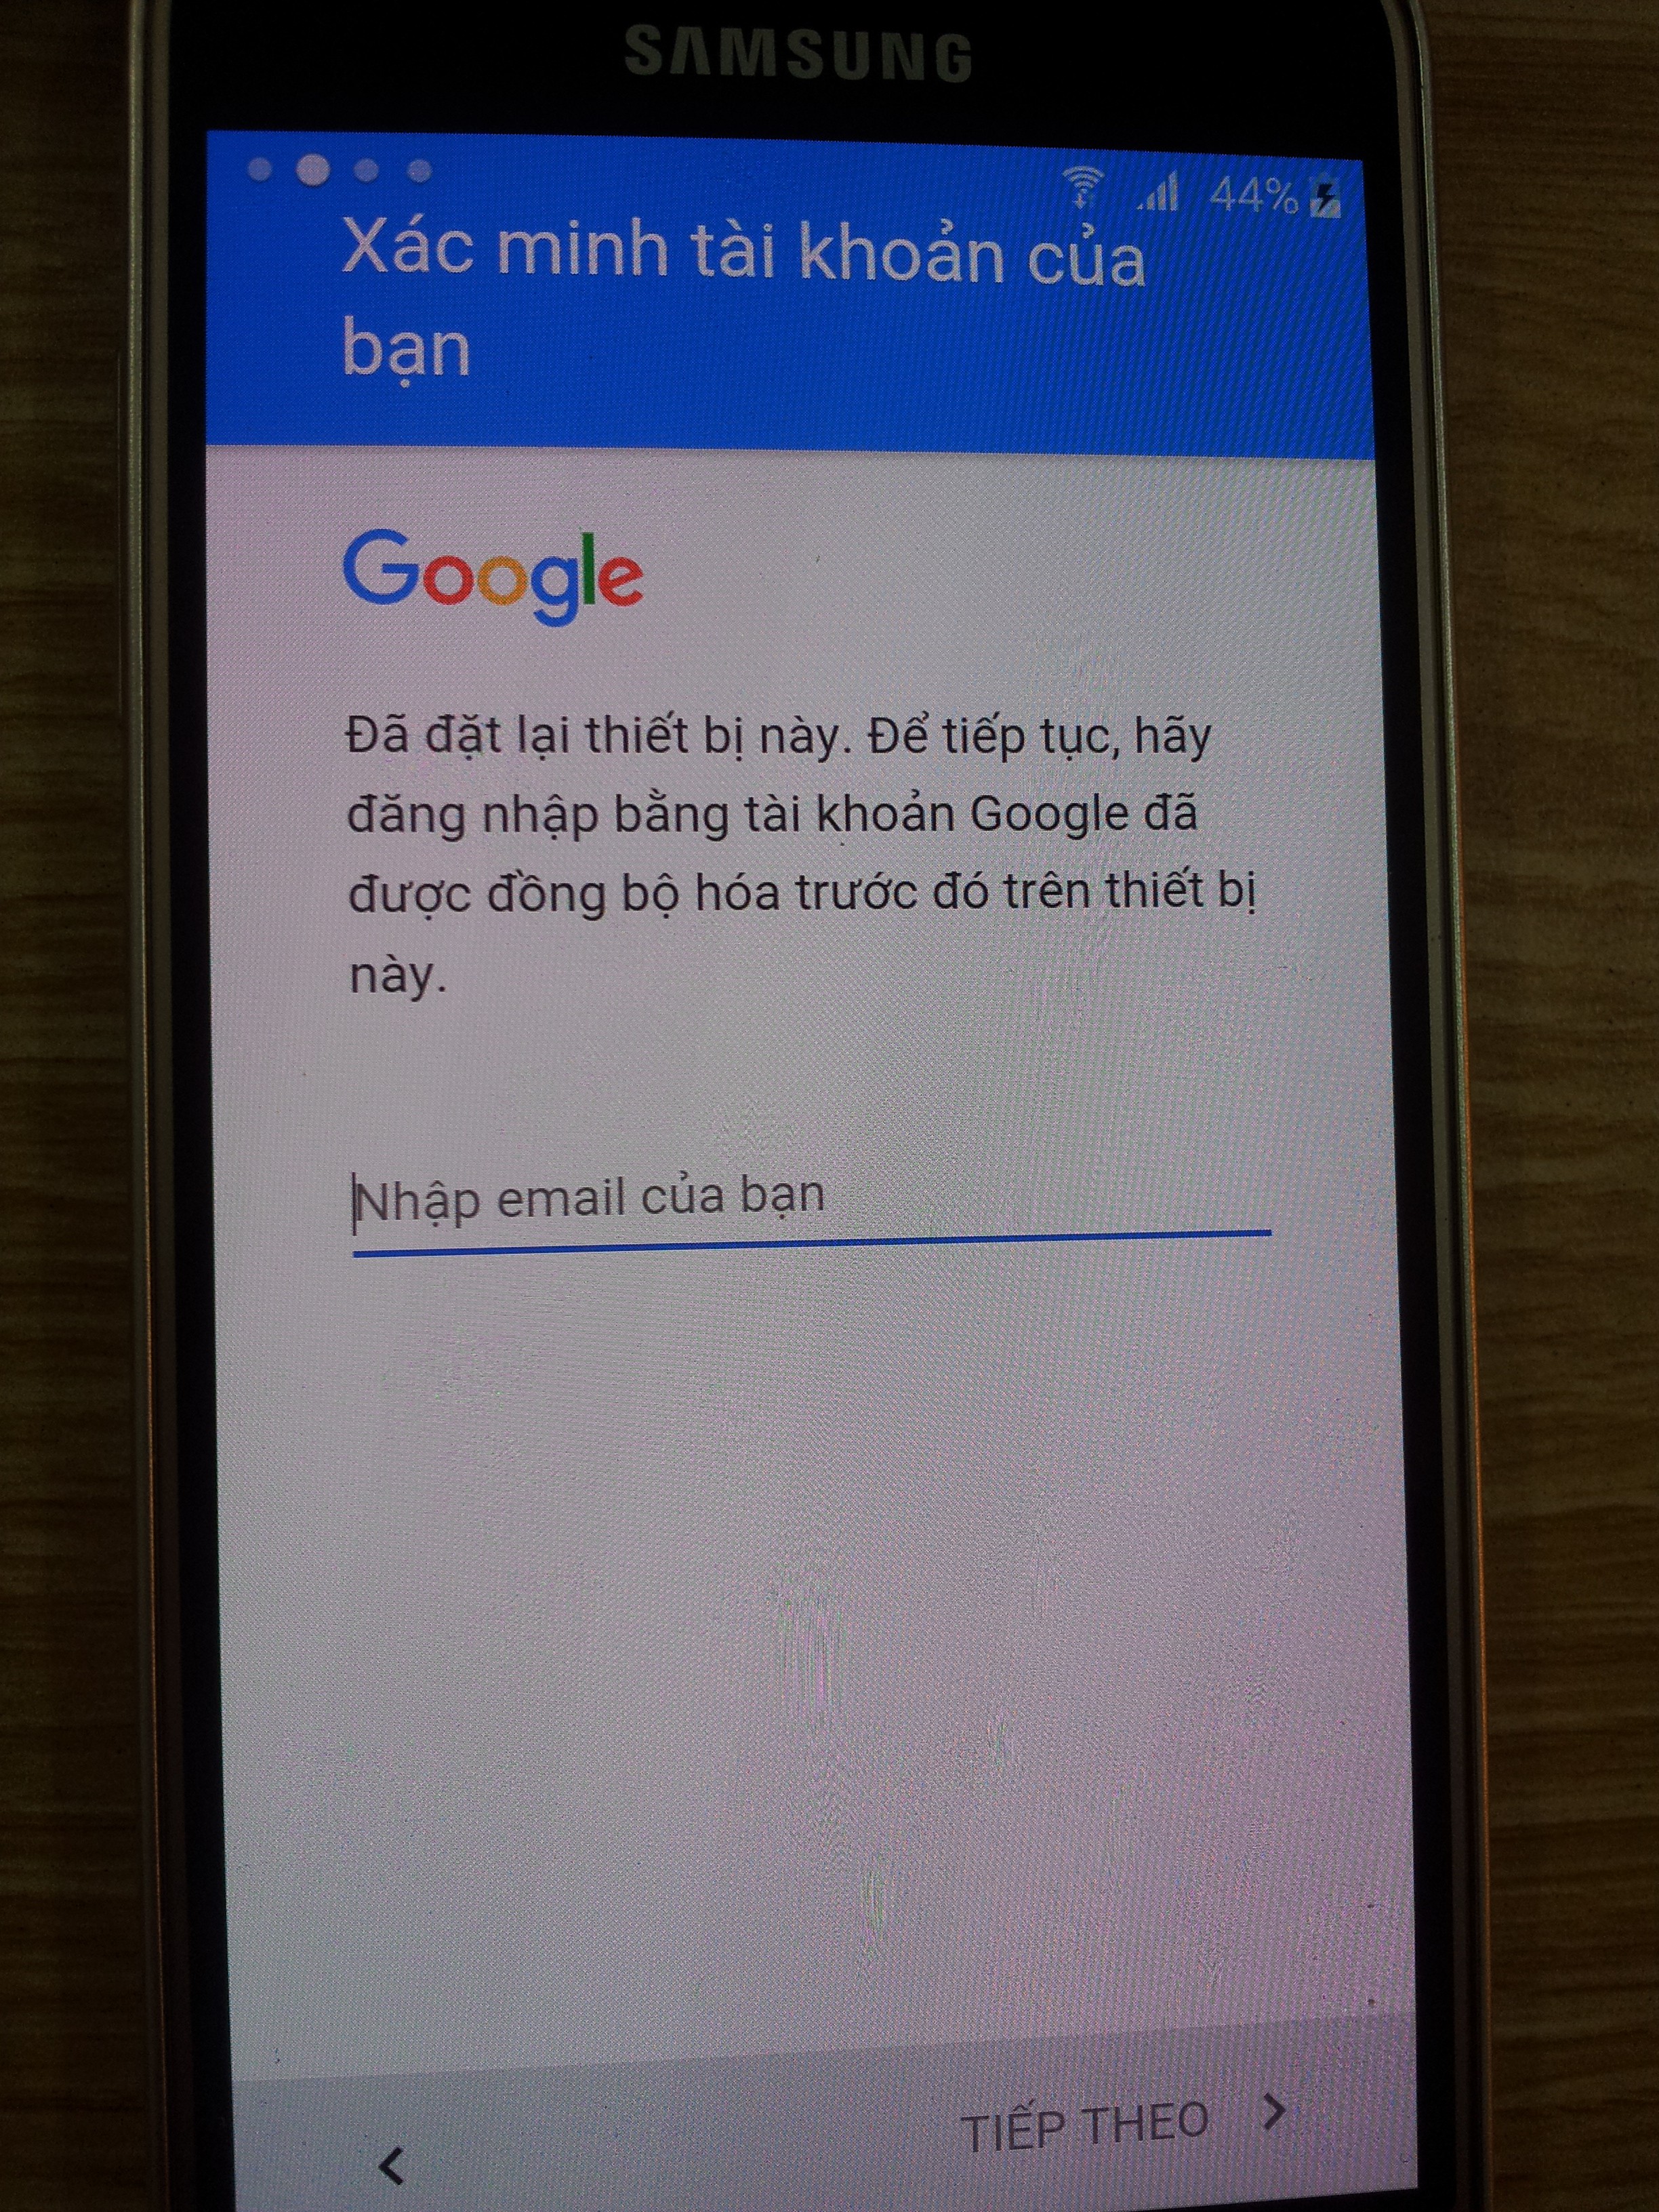 SAMSUNG
44%
Xác minh tài khoản của
bạn
Google
Đã đặt lại thiết bị này. Để tiếp tục, hãy
đăng nhập bằng tài khoản Google đã
được đồng bộ hóa trước đó trên thiết bị
này.
Nhập email của bạn
TIẾP THEO